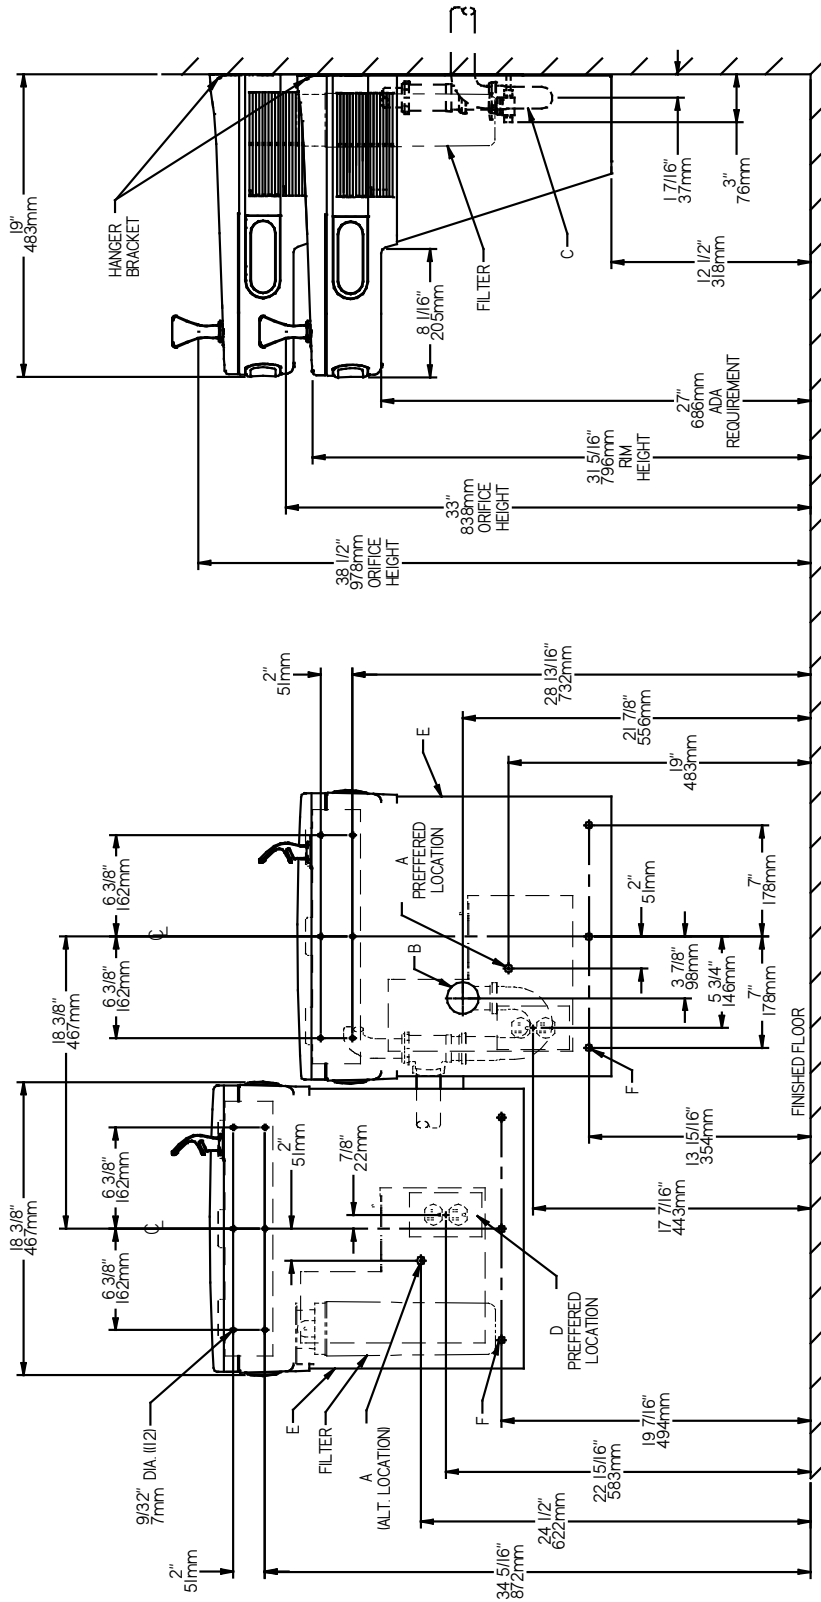 19"
483mm
HANGER
BRACKET
FILTER
C
8 1/16"
205mm
1 7/16"
37mm
3"
76mm
12 1/2"
318mm
27"
686mm
ADA
REQUIREMENT
31 5/16"
796mm
RIM
HEIGHT
33"
838mm
ORIFICE
HEIGHT
38 1/2"
978mm
ORIFICE
HEIGHT
18 3/8"
467mm
6 3/8"
162mm
6 3/8"
162mm
℄
6 3/8"
162mm
6 3/8"
162mm
℄
18 3/8"
467mm
9/32" DIA. (112)
7mm
2"
51mm
2"
51mm
2"
51mm
7/8"
22mm
E
FILTER
A
(ALT. LOCATION)
F
D
PREFFERED
LOCATION
B
A
PREFFERED
LOCATION
E
F
2"
51mm
3 7/8"
98mm
5 3/4"
146mm
7"
178mm
7"
178mm
28 13/16"
732mm
21 7/8"
556mm
19"
483mm
13 15/16"
354mm
17 7/16"
443mm
19 7/16"
494mm
22 15/16"
583mm
24 1/2"
622mm
34 5/16"
872mm
FINISHED FLOOR